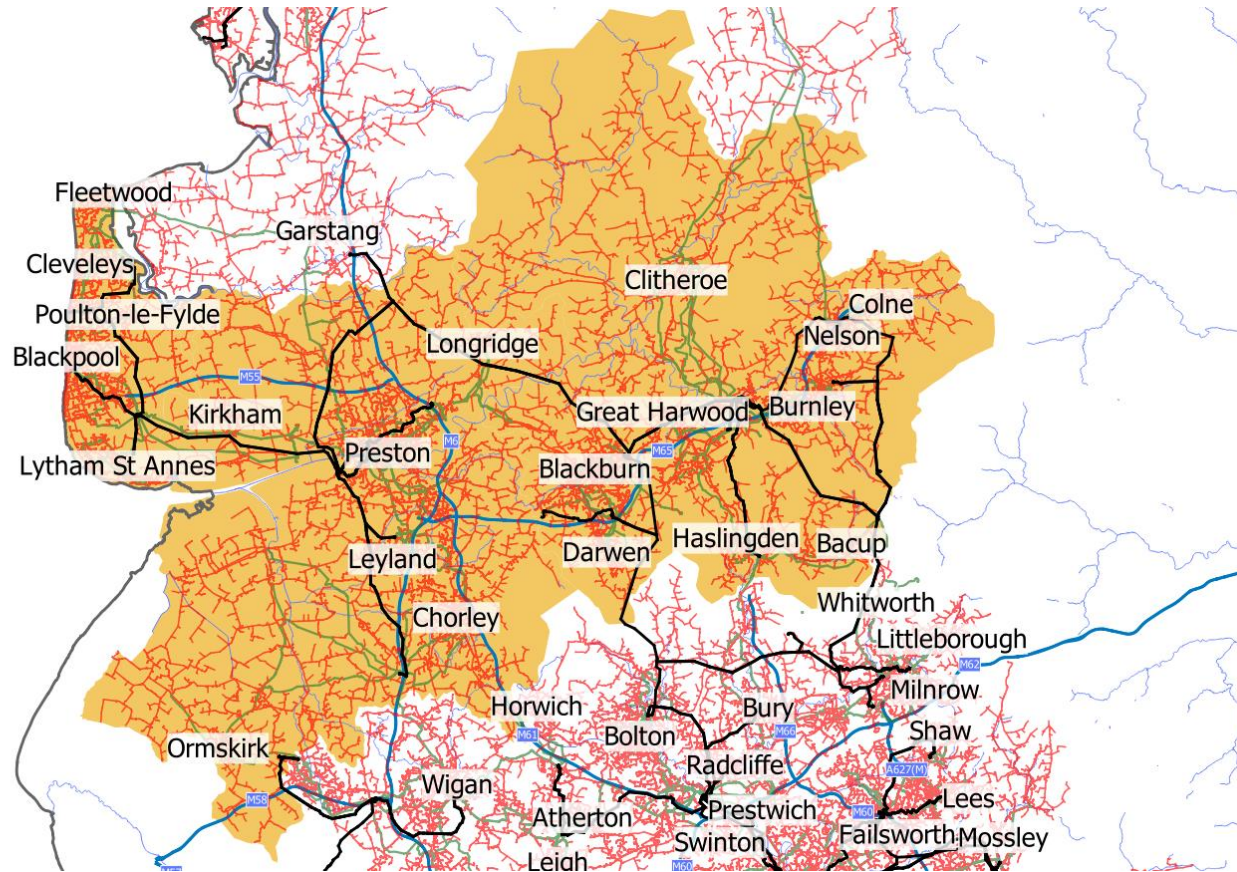 Fleetwood
Garstang
Cleveleys
Clitheroe
Poulton-le-Fylde
Colne
Nelson
Longridge
Blackpool
M55
Kirkham
Great Harwood
Burnley
M6
Preston
M65
Lytham St Annes
Blackburn
Leyland
Darwen
Haslingden
Bacup
Whitworth
Chorley
Littleborough
M62
Milnrow
Horwich
Bury
M61
Bolton
M66
Shaw
Ormskirk
Radcliffe
A627(M)
Wigan
M58
Lees
Atherton
Prestwich
M60
Swinton
Failsworth
Mossley
Leigh
M60